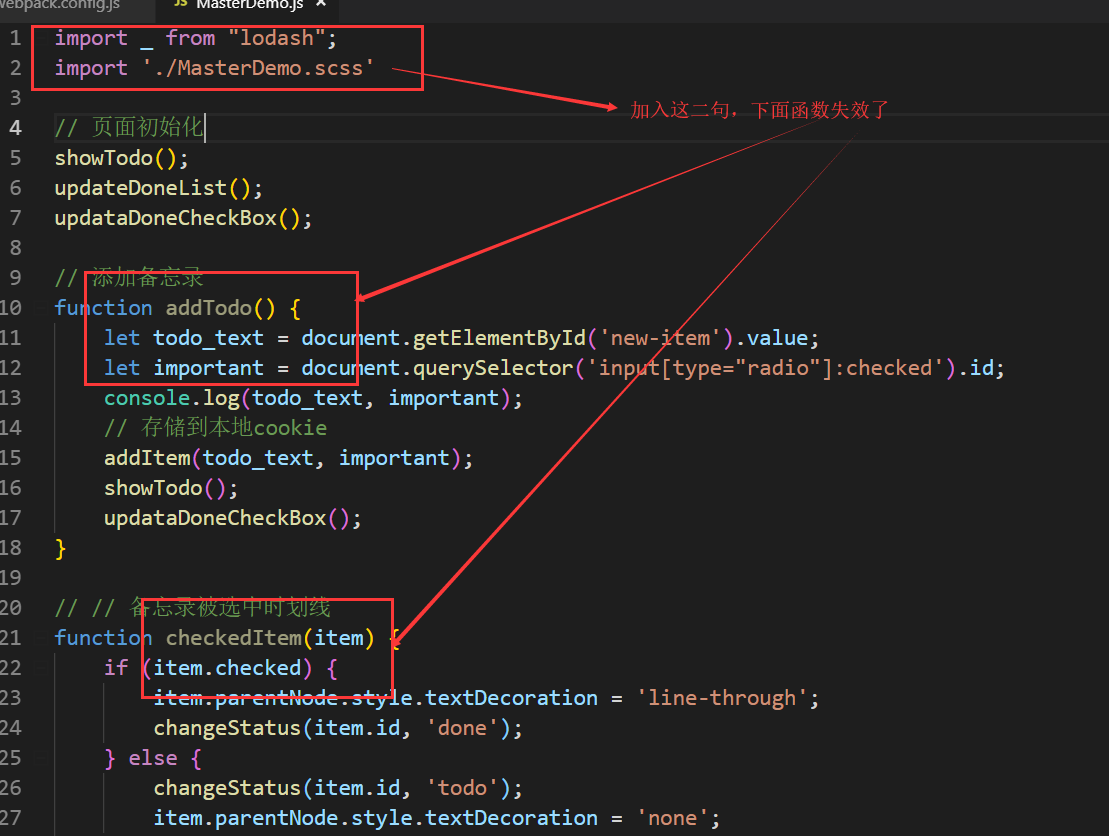 webpack.config.js JS MasterDemo.js ×
1 import _ from "lodash";
2 import './MasterDemo.scss'
加入这二句，下面函数失效了
3
4 // 页面初始化
5 showTodo();
6 updateDoneList();
7 updataDoneCheckBox();
8
9 // 添加备忘录
10 function addTodo() {
11 let todo_text = document.getElementById('new-item').value;
12 let important = document.querySelector('input[type="radio"]:checked').id;
13 console.log(todo_text, important);
14 // 存储到本地cookie
15 addItem(todo_text, important);
16 showTodo();
17 updataDoneCheckBox();
18 }
19
20 // // 备忘录被选中时划线
21 function checkedItem(item) {
22 if (item.checked) {
23 item.parentNode.style.textDecoration = 'line-through';
24 changeStatus(item.id, 'done');
25 } else {
26 changeStatus(item.id, 'todo');
27 item.parentNode.style.textDecoration = 'none';